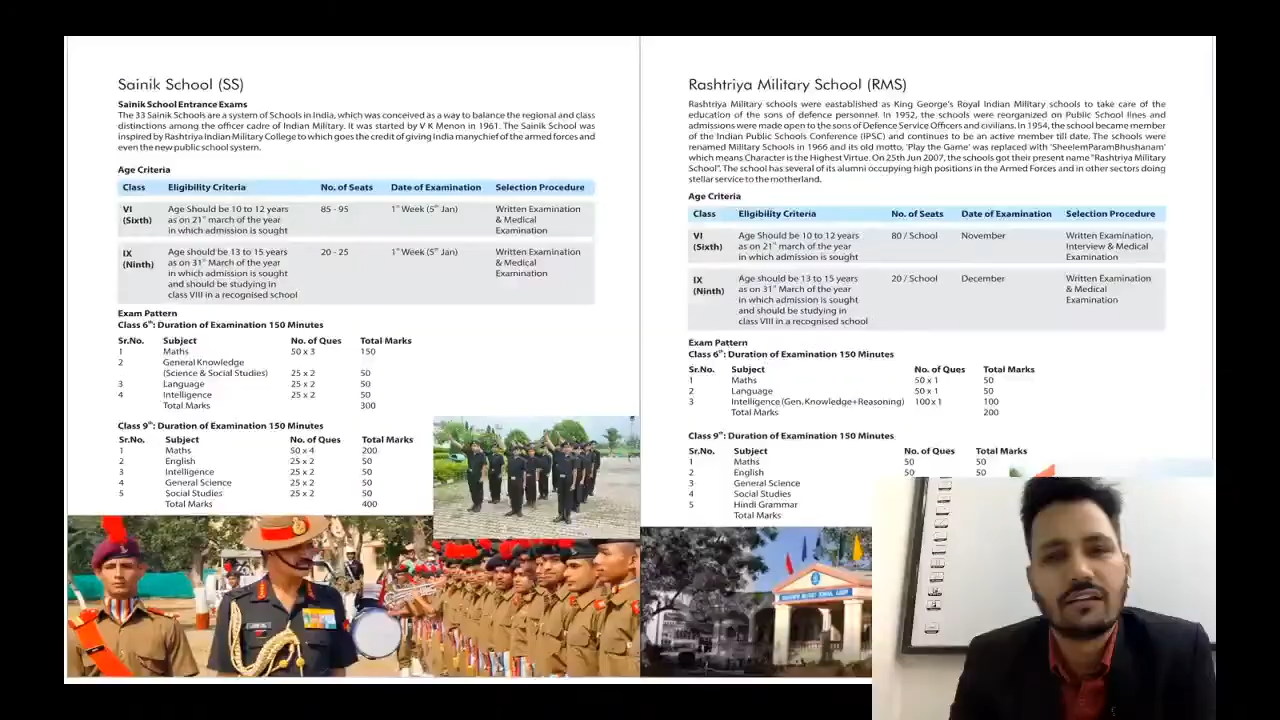 Sainik School (SS)
Sainik School Entrance Exams
The 33 Sainik Schools are a system of Schools in India, which was conceived as a way to balance the regional and class
distinctions among the officer cadre of Indian Military. It was started by V K Menon in 1961. The Sainik School was
inspired by Rashtriya Indian Military College to which goes the credit of giving India many chief of the armed forces and
even the new public school system.
Age Criteria
Class Eligibility Criteria No. of Seats Date of Examination Selection Procedure
VI Age Should be 10 to 12 years 85 - 95 1st Week (5th Jan) Written Examination
(Sixth) as on 21st march of the year & Medical
in which admission is sought Examination
IX Age should be 13 to 15 years 20 - 25 1st Week (5th Jan) Written Examination
(Ninth) as on 31st March of the year & Medical
in which admission is sought Examination
and should be studying in
class VIII in a recognised school
Exam Pattern
Class 6th: Duration of Examination 150 Minutes
Sr.No. Subject No. of Ques Total Marks
1 Maths 50 x 3 150
2 General Knowledge
(Science & Social Studies) 25 x 2 50
3 Language 25 x 2 50
4 Intelligence 25 x 2 50
Total Marks 300
Class 9th: Duration of Examination 150 Minutes
Sr.No. Subject No. of Ques Total Marks
1 Maths 50 x 4 200
2 English 25 x 2 50
3 Intelligence 25 x 2 50
4 General Science 25 x 2 50
5 Social Studies 25 x 2 50
Total Marks 400
Rashtriya Military School (RMS)
Rashtriya Military schools were eastablished as King George's Royal Indian Military schools to take care of the
education of the sons of defence personnel. In 1952, the schools were reorganized on Public School lines and
admissions were made open to the sons of Defence Service Officers and civilians. In 1954, the school became member
of the Indian Public Schools Conference (IPSC) and continues to be an active member till date. The schools were
renamed Military Schools in 1966 and its old motto, 'Play the Game' was replaced with 'SheelemParamBhushanam'
which means Character is the Highest Virtue. On 25th Jun 2007, the schools got their present name "Rashtriya Military
School". The school has several of its alumni occupying high positions in the Armed Forces and in other sectors doing
stellar service to the motherland.
Age Criteria
Class Eligibility Criteria No. of Seats Date of Examination Selection Procedure
VI Age Should be 10 to 12 years 80 / School November Written Examination,
(Sixth) as on 21st march of the year Interview & Medical
in which admission is sought Examination
IX Age should be 13 to 15 years 20 / School December Written Examination
(Ninth) as on 31st March of the year & Medical
in which admission is sought Examination
and should be studying in
class VIII in a recognised school
Exam Pattern
Class 6th: Duration of Examination 150 Minutes
Sr.No. Subject No. of Ques Total Marks
1 Maths 50 x 1 50
2 Language 50 x 1 50
3 Intelligence (Gen. Knowledge+Reasoning) 100 x 1 100
Total Marks 200
Class 9th: Duration of Examination 150 Minutes
Sr.No. Subject No. of Ques Total Marks
1 Maths 50 50
2 English 50 50
3 General Science
4 Social Studies
5 Hindi Grammar
Total Marks